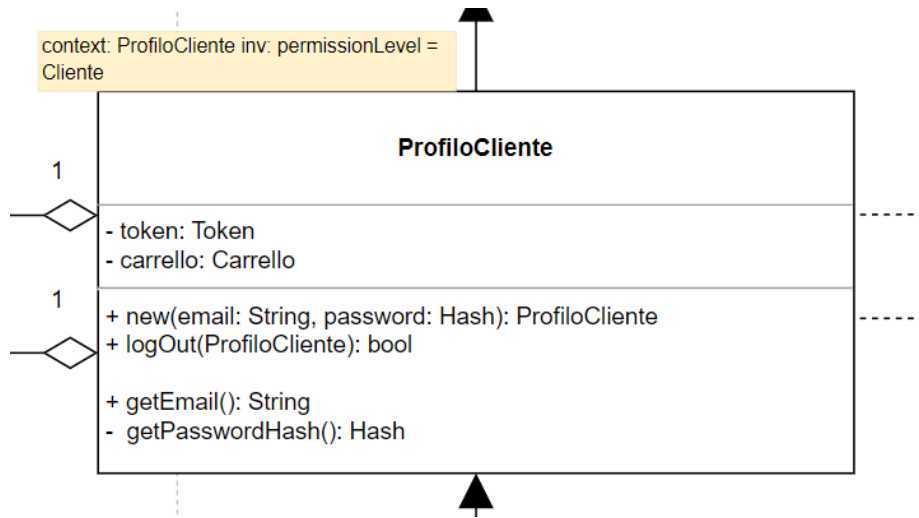 context: ProfiloCliente inv: permissionLevel =
Cliente
ProfiloCliente
1
- token: Token
- carrello: Carrello
1
+ new(email: String, password: Hash): ProfiloCliente
+ logOut(ProfiloCliente): bool
+ getEmail(): String
- getPasswordHash(): Hash